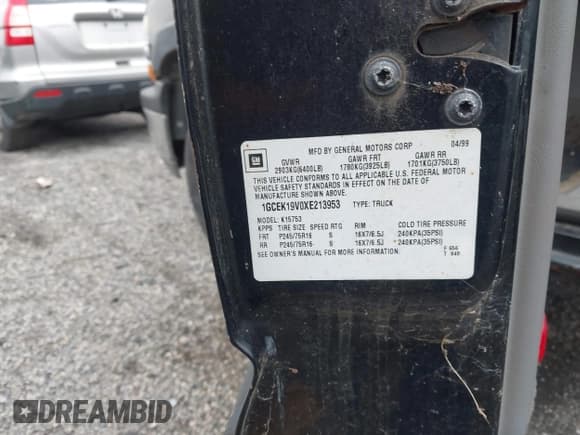 GM
MFD BY GENERAL MOTORS CORP 04/99
GVWR GAWR FRT GAWR RR
2903KG(6400LB) 1780KG(3925LB) 1701KG(3750LB)
THIS VEHICLE CONFORMS TO ALL APPLICABLE U.S. FEDERAL MOTOR
VEHICLE SAFETY STANDARDS IN EFFECT ON THE DATE OF
MANUFACTURE SHOWN ABOVE.
1GCEK19V0XE213953 TYPE: TRUCK
MODEL: K15753
KPPS TIRE SIZE SPEED RTG RIM COLD TIRE PRESSURE
FRT P245/75R16 S 16X7/6.5J 240KPA(35PSI)
RR P245/75R16 S 16X7/6.5J 240KPA(35PSI)
SEE OWNER'S MANUAL FOR MORE INFORMATION.
F 656
T 940
DREAMBID